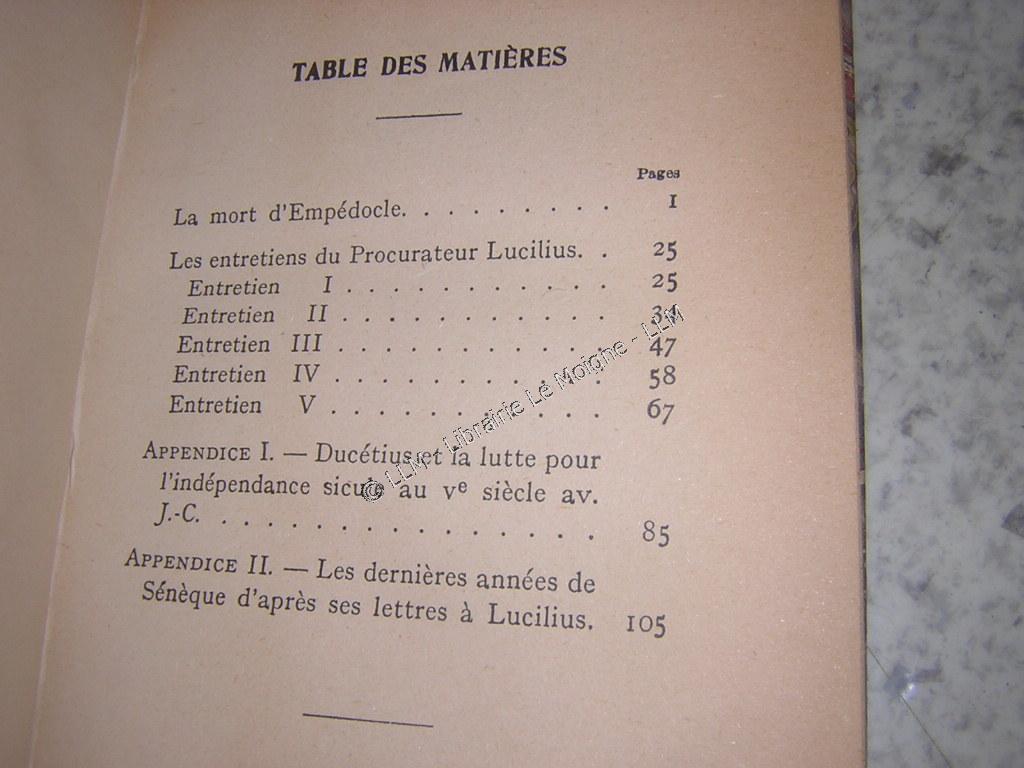 TABLE DES MATIÈRES
Pages
La mort d'Empédocle. . . . . . . . . 1
Les entretiens du Procurateur Lucilius. . 25
Entretien I . . . . . . . . . . . 25
Entretien II . . . . . . . . . . . 34
Entretien III . . . . . . . . . . . 47
Entretien IV . . . . . . . . . . . 58
Entretien V . . . . . . . . . . . 67
APPENDICE I. — Ducétius et la lutte pour
l'indépendance sicule au Ve siècle av.
J.-C. . . . . . . . . . . . . . . 85
APPENDICE II. — Les dernières années de
Sénèque d'après ses lettres à Lucilius. 105
© LLM - Librairie Le Moigne - LLM